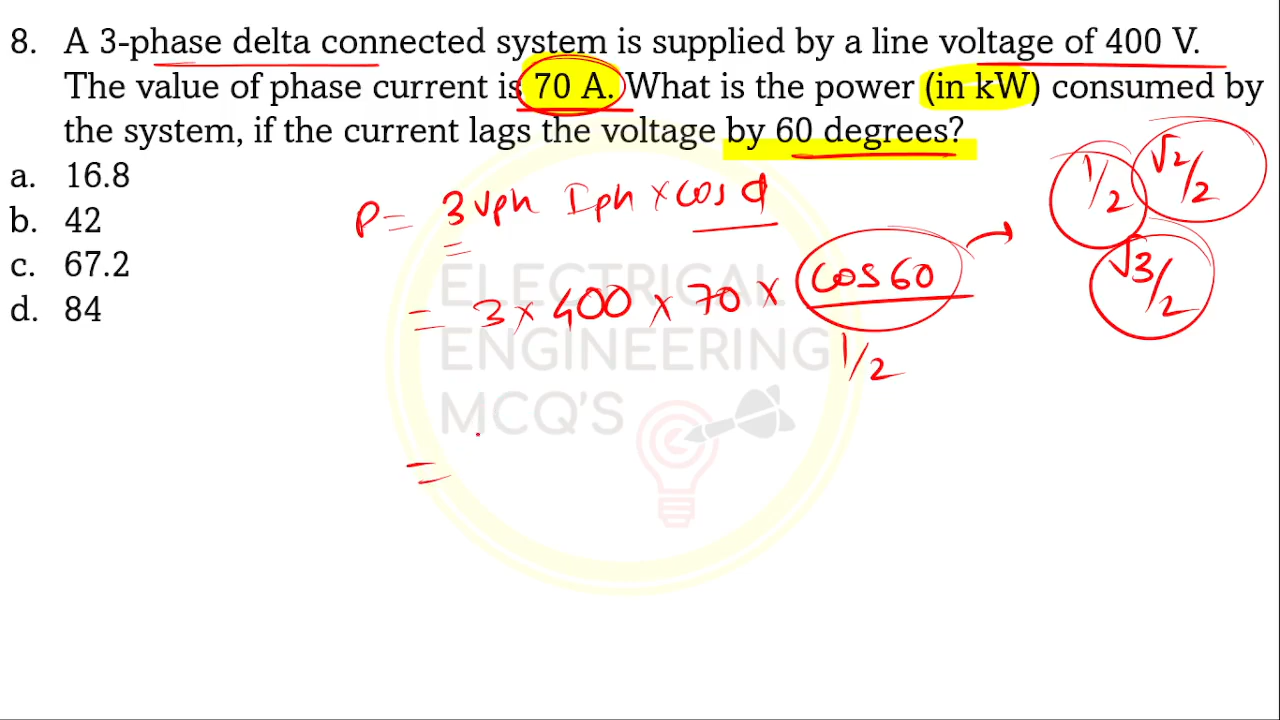 8. A 3-phase delta connected system is supplied by a line voltage of 400 V.
The value of phase current is 70 A. What is the power (in kW) consumed by
the system, if the current lags the voltage by 60 degrees?
a. 16.8
b. 42
c. 67.2
d. 84
P = 3 Vph Iph × cos φ
= 3 × 400 × 70 × cos 60
1/2
1/2
√2/2
√3/2
=
ELECTRICAL
ENGINEERING
MCQ'S